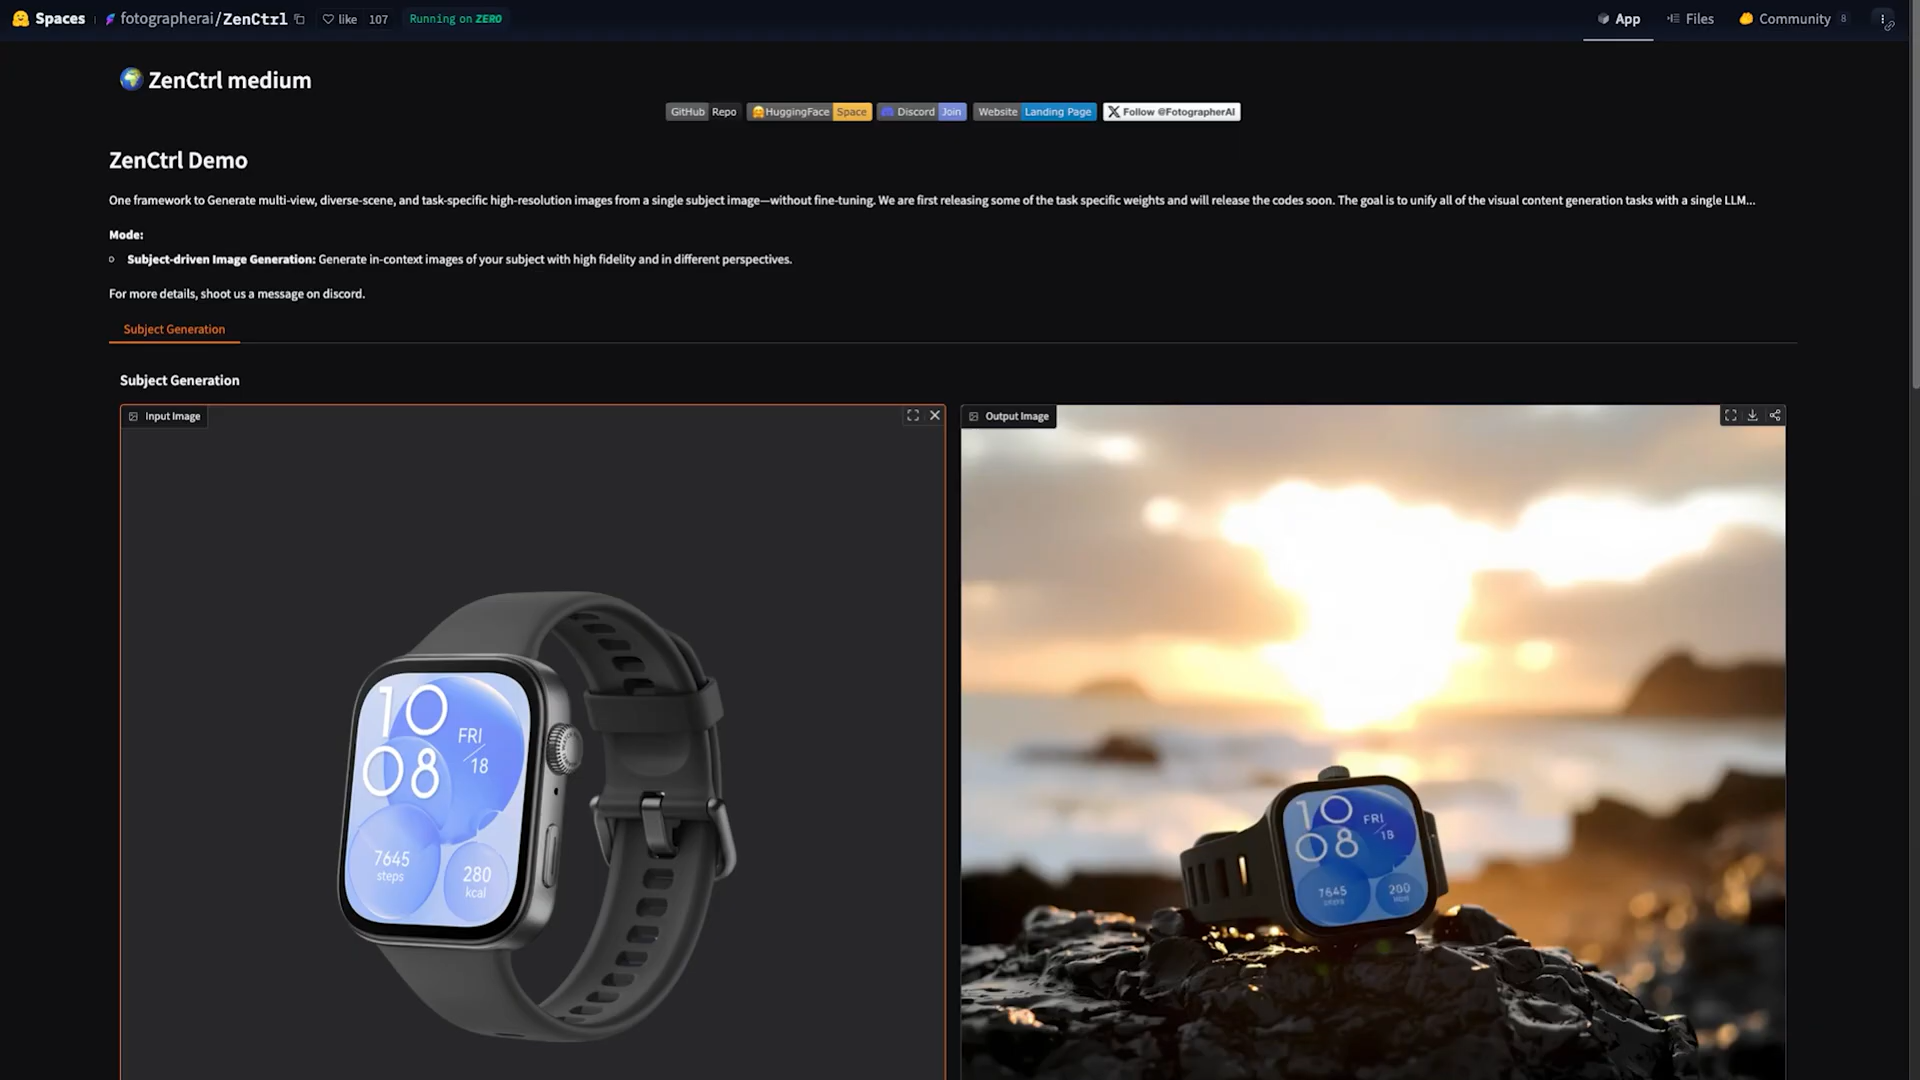 Spaces fotographerai/ZenCtrl like 107 Running on ZERO App Files Community 8
ZenCtrl medium
GitHub Repo HuggingFace Space Discord Join Website Landing Page X Follow @FotographerAI
ZenCtrl Demo
One framework to Generate multi-view, diverse-scene, and task-specific high-resolution images from a single subject image—without fine-tuning. We are first releasing some of the task specific weights and will release the codes soon. The goal is to unify all of the visual content generation tasks with a single LLM...
Mode:
Subject-driven Image Generation: Generate in-context images of your subject with high fidelity and in different perspectives.
For more details, shoot us a message on discord.
Subject Generation
Subject Generation
Input Image
10
08
FRI
18
7645
steps
280
kcal
Output Image
10
08
FRI
18
7645
steps
280